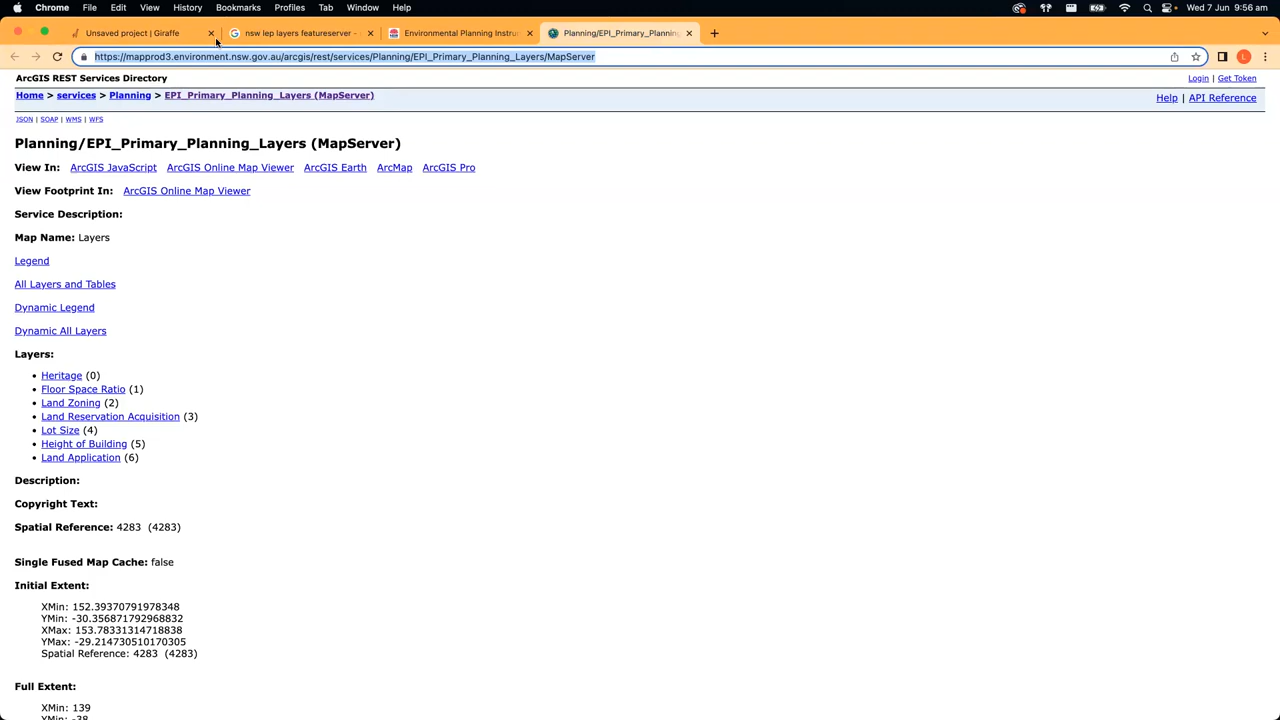 Chrome File Edit View History Bookmarks Profiles Tab Window Help Wed 7 Jun 9:56 am
Unsaved project | Giraffe nsw lep layers featureserver - Environmental Planning Instru Planning/EPI_Primary_Planning_
https://mapprod3.environment.nsw.gov.au/arcgis/rest/services/Planning/EPI_Primary_Planning_Layers/MapServer L
ArcGIS REST Services Directory Login | Get Token
Home > services > Planning > EPI_Primary_Planning_Layers (MapServer) Help | API Reference
JSON | SOAP | WMS | WFS
Planning/EPI_Primary_Planning_Layers (MapServer)
View In: ArcGIS JavaScript ArcGIS Online Map Viewer ArcGIS Earth ArcMap ArcGIS Pro
View Footprint In: ArcGIS Online Map Viewer
Service Description:
Map Name: Layers
Legend
All Layers and Tables
Dynamic Legend
Dynamic All Layers
Layers:
• Heritage (0)
• Floor Space Ratio (1)
• Land Zoning (2)
• Land Reservation Acquisition (3)
• Lot Size (4)
• Height of Building (5)
• Land Application (6)
Description:
Copyright Text:
Spatial Reference: 4283 (4283)
Single Fused Map Cache: false
Initial Extent:
XMin: 152.39370791978348
YMin: -30.356871792968832
XMax: 153.78331314718838
YMax: -29.214730510170305
Spatial Reference: 4283 (4283)
Full Extent:
XMin: 139
YMin: -38